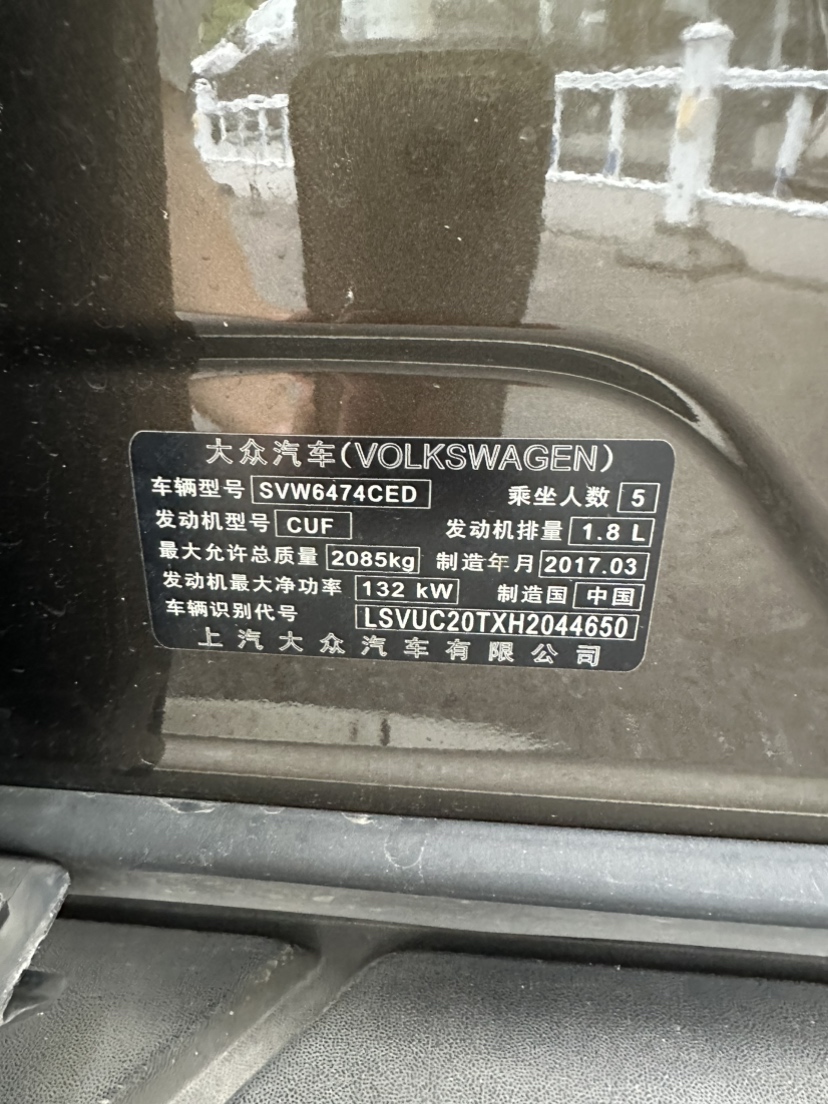 大众汽车(VOLKSWAGEN)
车辆型号 SVW6474CED 乘坐人数 5
发动机型号 CUF 发动机排量 1.8 L
最大允许总质量 2085kg 制造年月 2017.03
发动机最大净功率 132 kW 制造国 中国
车辆识别代号 LSVUC20TXH2044650
上汽大众汽车有限公司